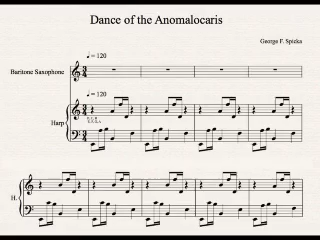 Dance of the Anomalocaris
George F. Spicka
♩ = 120
Baritone Saxophone
♩ = 120
Harp
H.